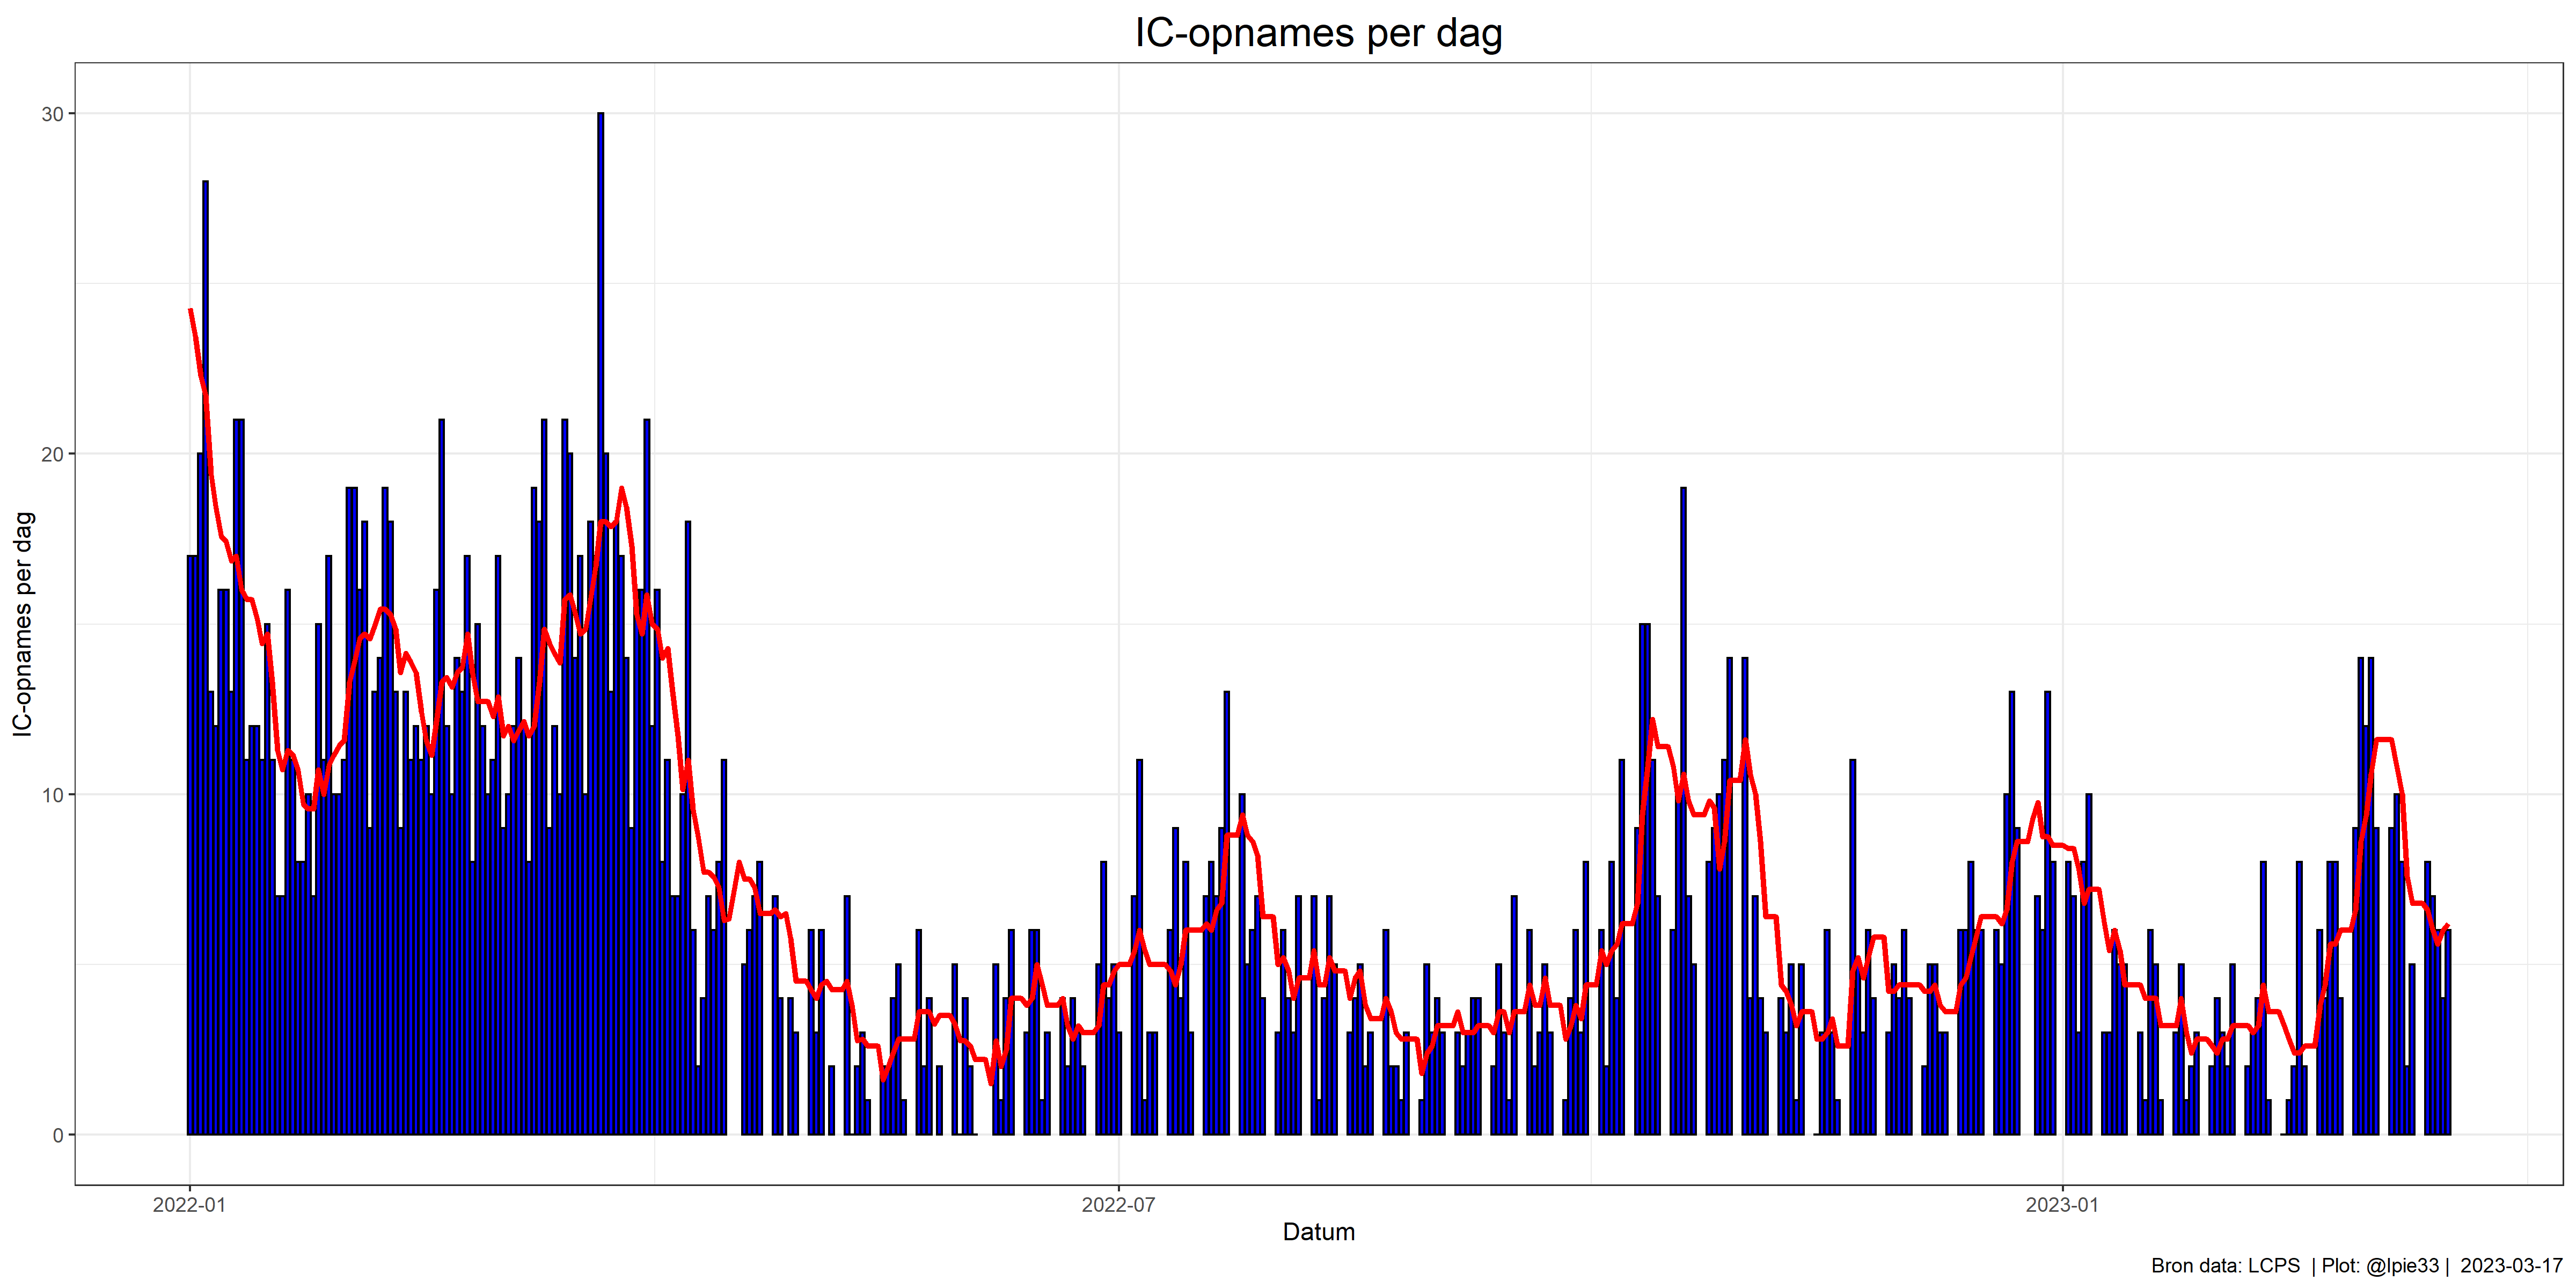 IC-opnames per dag
IC-opnames per dag
30
20
10
0
2022-01
2022-07
2023-01
Datum
Bron data: LCPS | Plot: @lpie33 | 2023-03-17